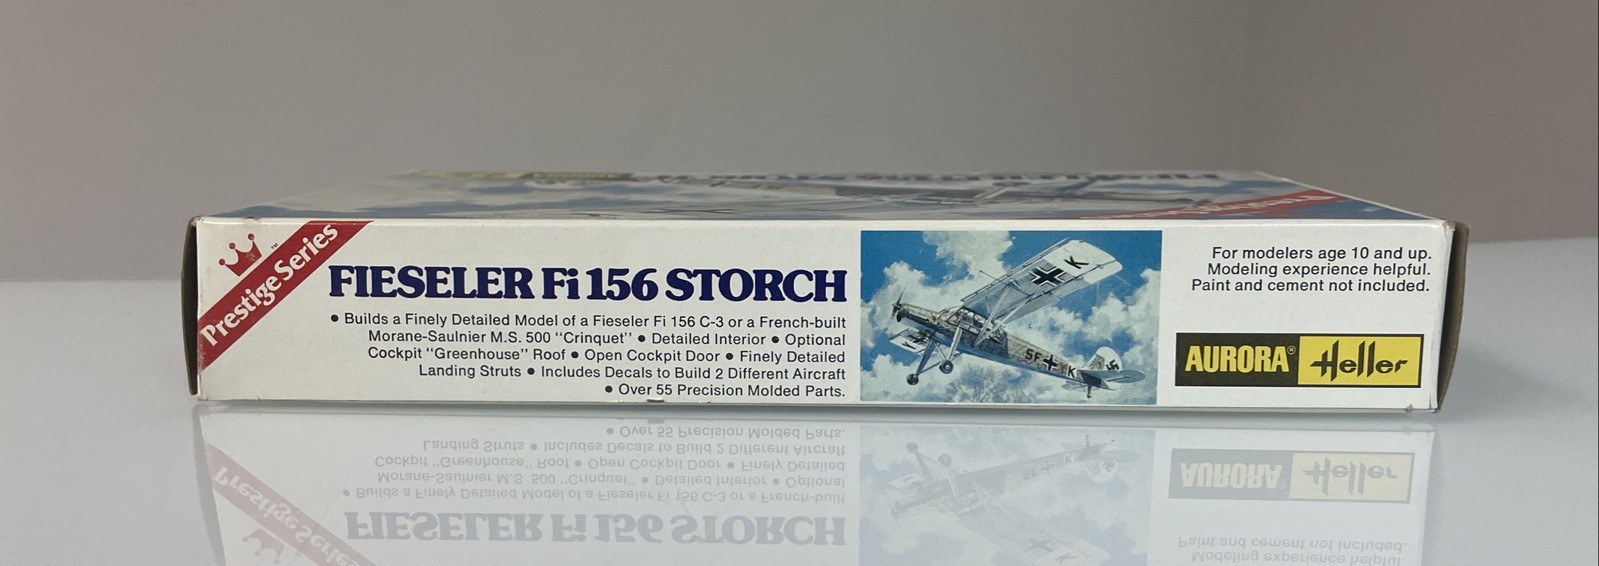 Prestige Series™
FIESELER Fi 156 STORCH
• Builds a Finely Detailed Model of a Fieseler Fi 156 C-3 or a French-built
Morane-Saulnier M.S. 500 "Crinquet" • Detailed Interior • Optional
Cockpit "Greenhouse" Roof • Open Cockpit Door • Finely Detailed
Landing Struts • Includes Decals to Build 2 Different Aircraft
• Over 55 Precision Molded Parts.
K
SF YK
For modelers age 10 and up.
Modeling experience helpful.
Paint and cement not included.
AURORA® Heller